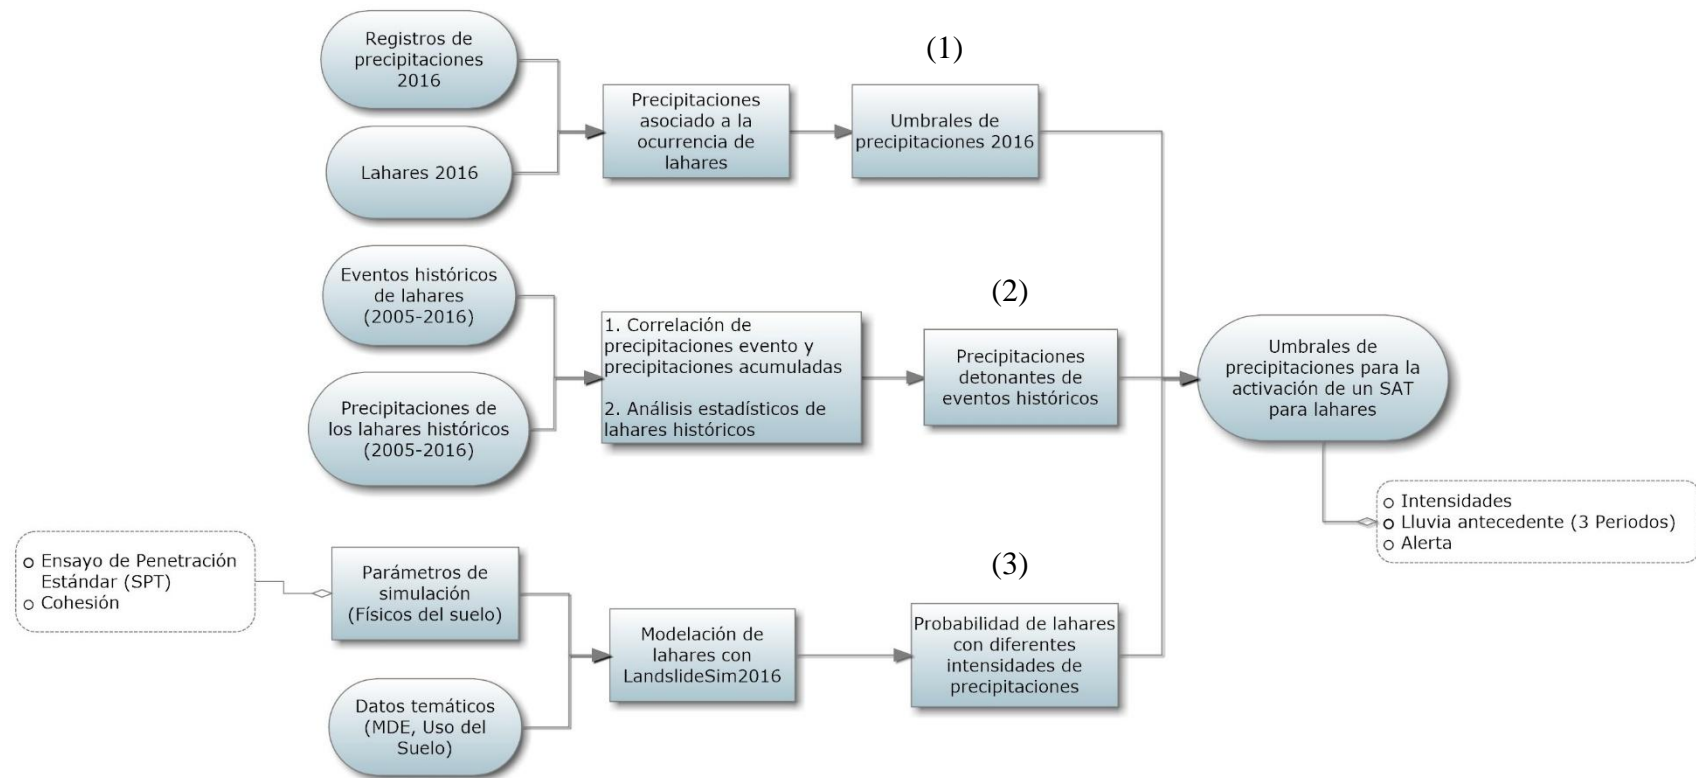 Registros de
precipitaciones
2016
Lahares 2016
Precipitaciones
asociado a la
ocurrencia de
lahares
(1)
Umbrales de
precipitaciones 2016
Eventos históricos
de lahares
(2005-2016)
Precipitaciones de
los lahares históricos
(2005-2016)
1. Correlación de
precipitaciones evento y
precipitaciones acumuladas
2. Análisis estadísticos de
lahares históricos
(2)
Precipitaciones
detonantes de
eventos históricos
Umbrales de
precipitaciones para la
activación de un SAT
para lahares
Intensidades
Lluvia antecedente (3 Periodos)
Alerta
Ensayo de Penetración
Estándar (SPT)
Cohesión
Parámetros de
simulación
(Físicos del suelo)
Datos temáticos
(MDE, Uso del
Suelo)
Modelación de
lahares con
LandslideSim2016
(3)
Probabilidad de lahares
con diferentes
intensidades de
precipitaciones